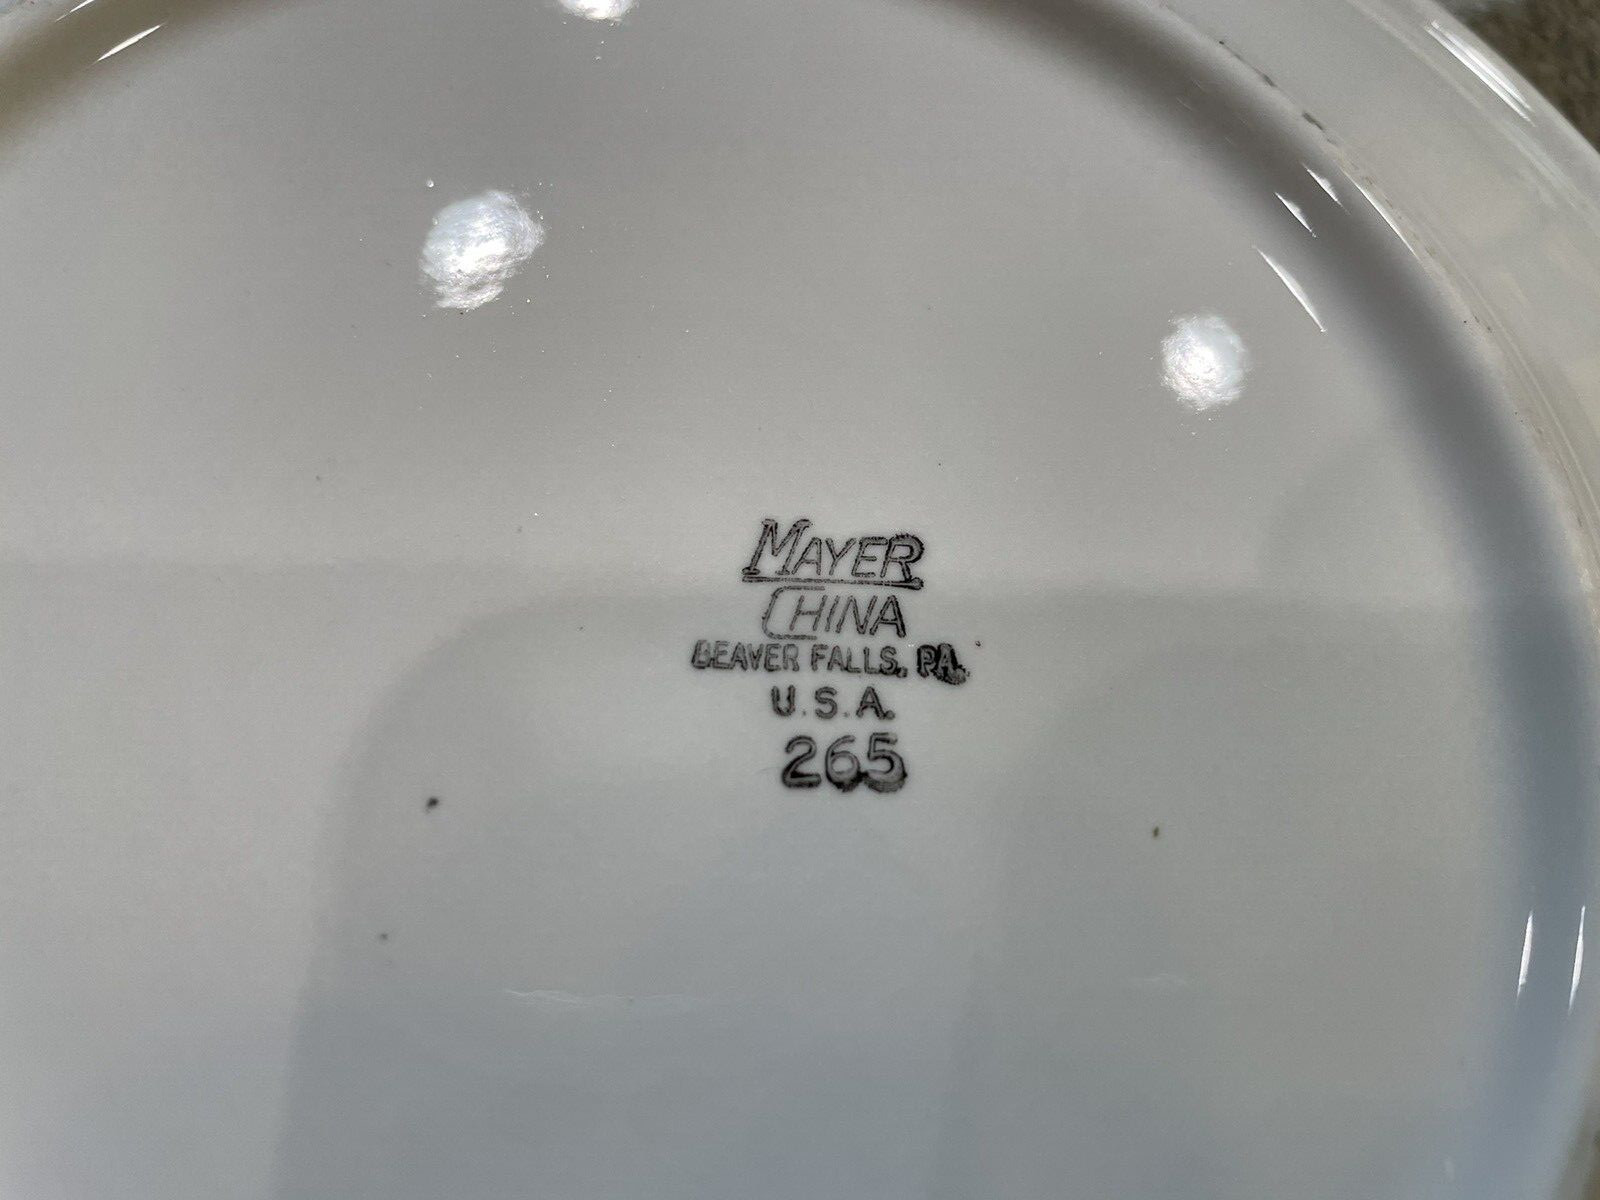 MAYER
CHINA
BEAVER FALLS, PA.
U.S.A.
265